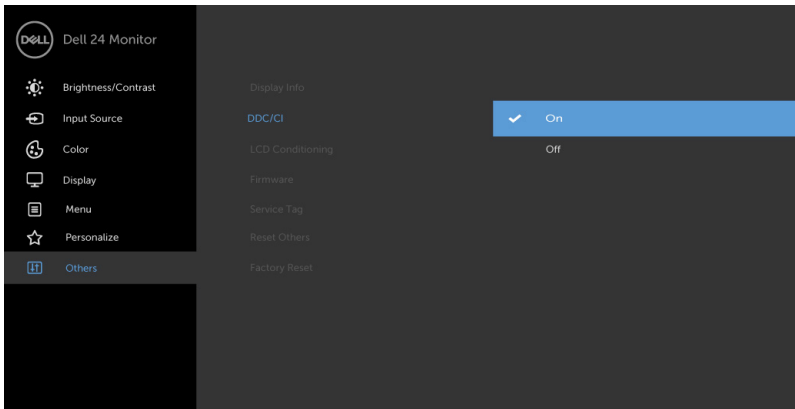 DELL
Dell 24 Monitor
Brightness/Contrast
Input Source
Color
Display
Menu
Personalize
Others
Display Info
DDC/CI
LCD Conditioning
Firmware
Service Tag
Reset Others
Factory Reset
On
Off